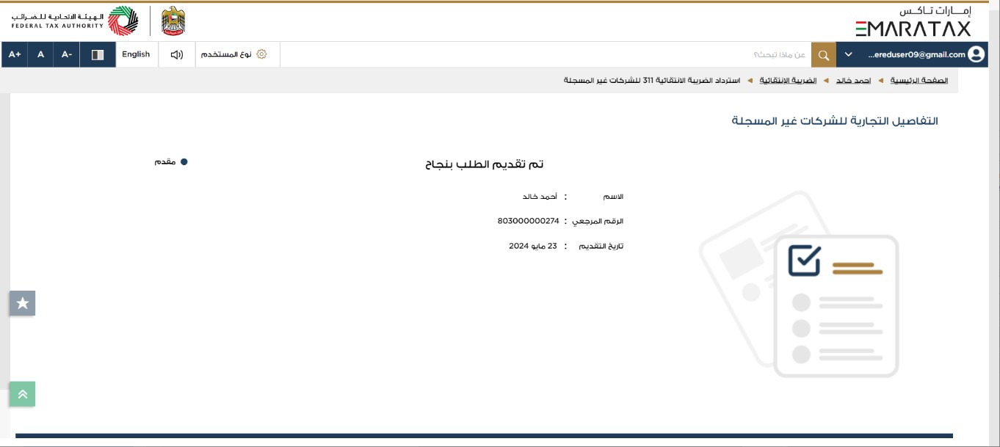 إمــارات تـاكــس
EMARATAX
الهيئة الاتحادية للضرائب
FEDERAL TAX AUTHORITY
...ereduser09@gmail.com
عن ماذا تبحث؟
نوع المستخدم
English
A-
A
A+
الصفحة الرئيسية ◄ احمد خالد ◄ الضريبة الإنتقائية ◄ استرداد الضريبة الانتقائية 311 للشركات غير المسجلة
التفاصيل التجارية للشركات غير المسجلة
تم تقديم الطلب بنجاح
مقدم
الاسم : أحمد خالد
الرقم المرجعي : 803000000274
تاريخ التقديم : 23 مايو 2024